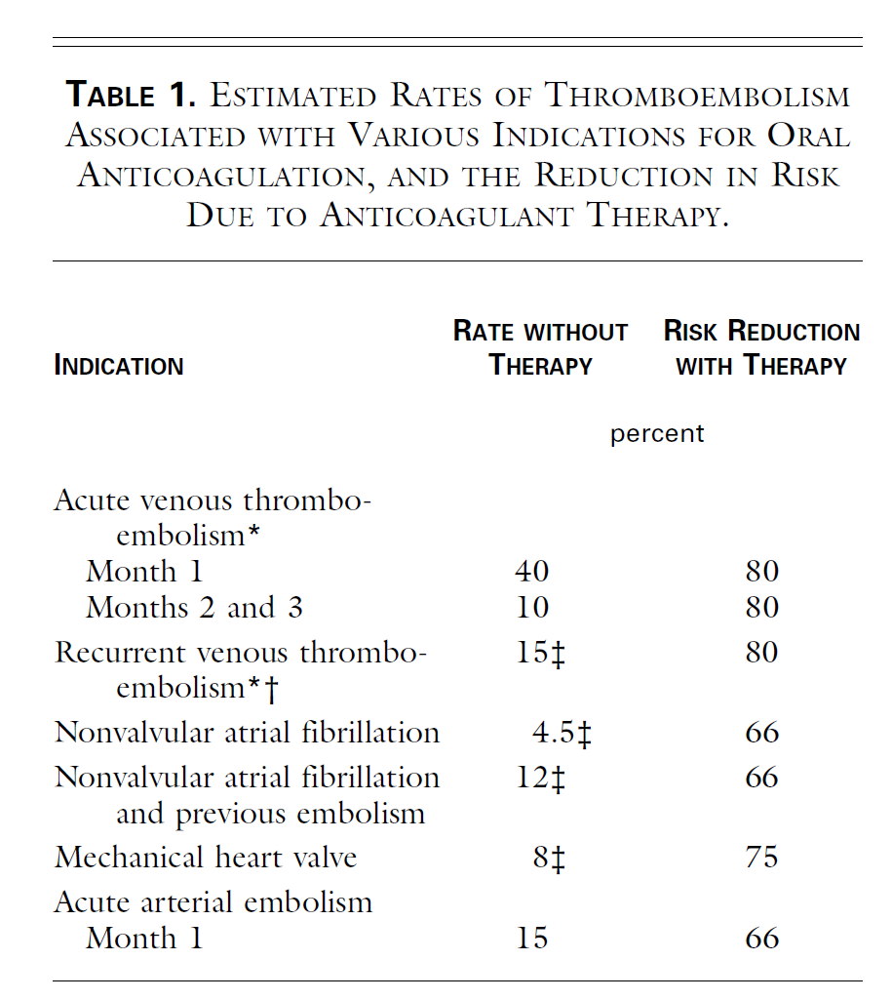 TABLE 1. ESTIMATED RATES OF THROMBOEMBOLISM
ASSOCIATED WITH VARIOUS INDICATIONS FOR ORAL
ANTICOAGULATION, AND THE REDUCTION IN RISK
DUE TO ANTICOAGULANT THERAPY.
INDICATION RATE WITHOUT THERAPY RISK REDUCTION WITH THERAPY
percent
Acute venous thrombo-
embolism*
Month 1 40 80
Months 2 and 3 10 80
Recurrent venous thrombo- 15‡ 80
embolism*†
Nonvalvular atrial fibrillation 4.5‡ 66
Nonvalvular atrial fibrillation 12‡ 66
and previous embolism
Mechanical heart valve 8‡ 75
Acute arterial embolism
Month 1 15 66